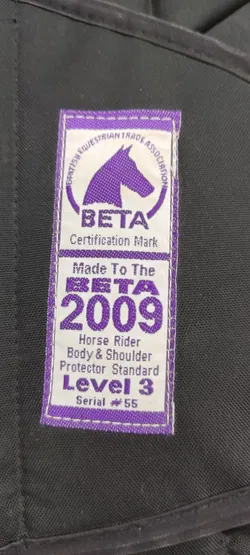 BRITISH EQUESTRIAN TRADE ASSOCIATION
BETA
Certification Mark
Made To The
BETA
2009
Horse Rider
Body & Shoulder
Protector Standard
Level 3
Serial # 55